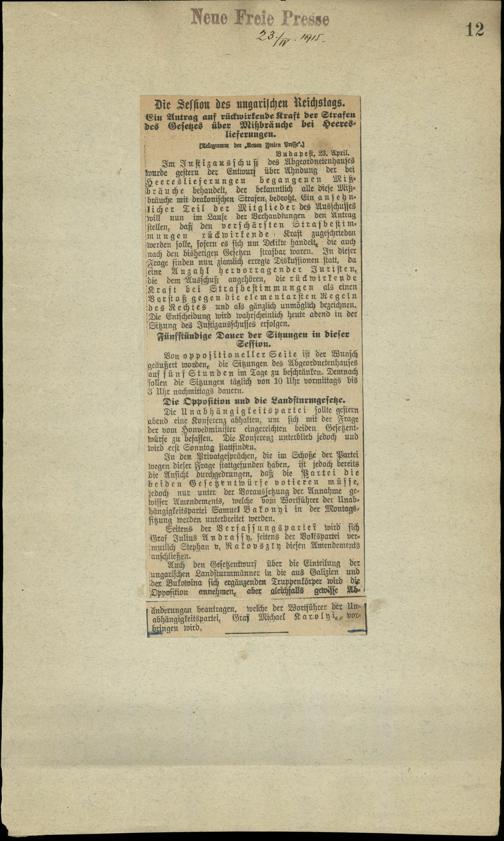 Neue Freie Presse
12
23/IV. 1915.
Die Session des ungarischen Reichstags.
Ein Antrag auf rückwirkende Kraft der Strafen
des Gesetzes über Mißbräuche bei Heeres-
lieferungen.
[Telegramm der „Neuen Freien Presse“.]
Budapest, 23. April.
Im Justizausschuß des Abgeordnetenhauses
wurde gestern der Entwurf über Ahndung der bei
Heereslieferungen begangenen Miß-
bräuche behandelt, der bekanntlich alle diese Miß-
bräuche mit drakonischen Strafen bedroht. Ein ansehn-
licher Teil der Mitglieder des Ausschusses
will nun im Laufe der Verhandlungen den Antrag
stellen, daß den verschärften Strafbestim-
mungen rückwirkende Kraft zugeschrieben
werden solle, sofern es sich um Delikte handelt, die auch
nach den bisherigen Gesetzen strafbar waren. In dieser
Frage finden nun ziemlich erregte Diskussionen statt, da
eine Anzahl hervorragender Juristen,
die dem Ausschuß angehören, die rückwirkende
Kraft bei Strafbestimmungen als einen
Verstoß gegen die elementarsten Regeln
des Rechtes und als gänzlich unmöglich bezeichnen.
Die Entscheidung wird wahrscheinlich heute abend in der
Sitzung des Justizausschusses erfolgen.
Fünfstündige Dauer der Sitzungen in dieser
Session.
Von oppositioneller Seite ist der Wunsch
geäußert worden, die Sitzungen des Abgeordnetenhauses
auf fünf Stunden im Tage zu beschränken. Demnach
sollen die Sitzungen täglich von 10 Uhr vormittags bis
3 Uhr nachmittags dauern.
Die Opposition und die Landsturmgesetze.
Die Unabhängigkeitspartei sollte gestern
abend eine Konferenz abhalten, um sich mit der Frage
der vom Honvedminister eingereichten beiden Gesetzent-
würfe zu befassen. Die Konferenz unterblieb jedoch und
wird erst Sonntag stattfinden.
In den Privatgesprächen, die im Schoße der Partei
wegen dieser Frage stattgefunden haben, ist jedoch bereits
die Ansicht durchgedrungen, daß die Partei die
beiden Gesetzentwürfe votieren müsse,
jedoch nur unter der Voraussetzung der Annahme ge-
wisser Amendements, welche vom Wortführer der Unab-
hängigkeitspartei Samuel Bakonyi in der Montags-
sitzung werden unterbreitet werden.
Seitens der Verfassungspartei wird sich
Graf Julius Andrassy, seitens der Volkspartei ver-
mutlich Stephan v. Rakovszky diesen Amendements
anschließen.
Auch den Gesetzentwurf über die Einteilung der
ungarischen Landsturmmänner in die aus Galizien und
der Bukowina sich ergänzenden Truppenkörper wird die
Opposition annehmen, aber gleichfalls gewisse Ab-
änderungen beantragen, welche der Wortführer der Un-
abhängigkeitspartei, Graf Michael Karolyi, vor-
bringen wird.